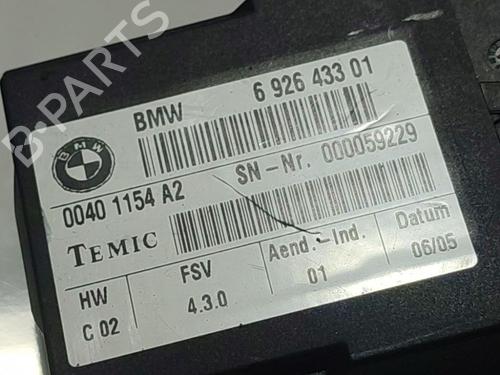 BMW 6 926 433 01
BMW
0040 1154 A2 SN-Nr. 000059229
TEMIC
HW FSV Aend.-Ind. Datum
C 02 4.3.0 01 06/05
B-PARTS